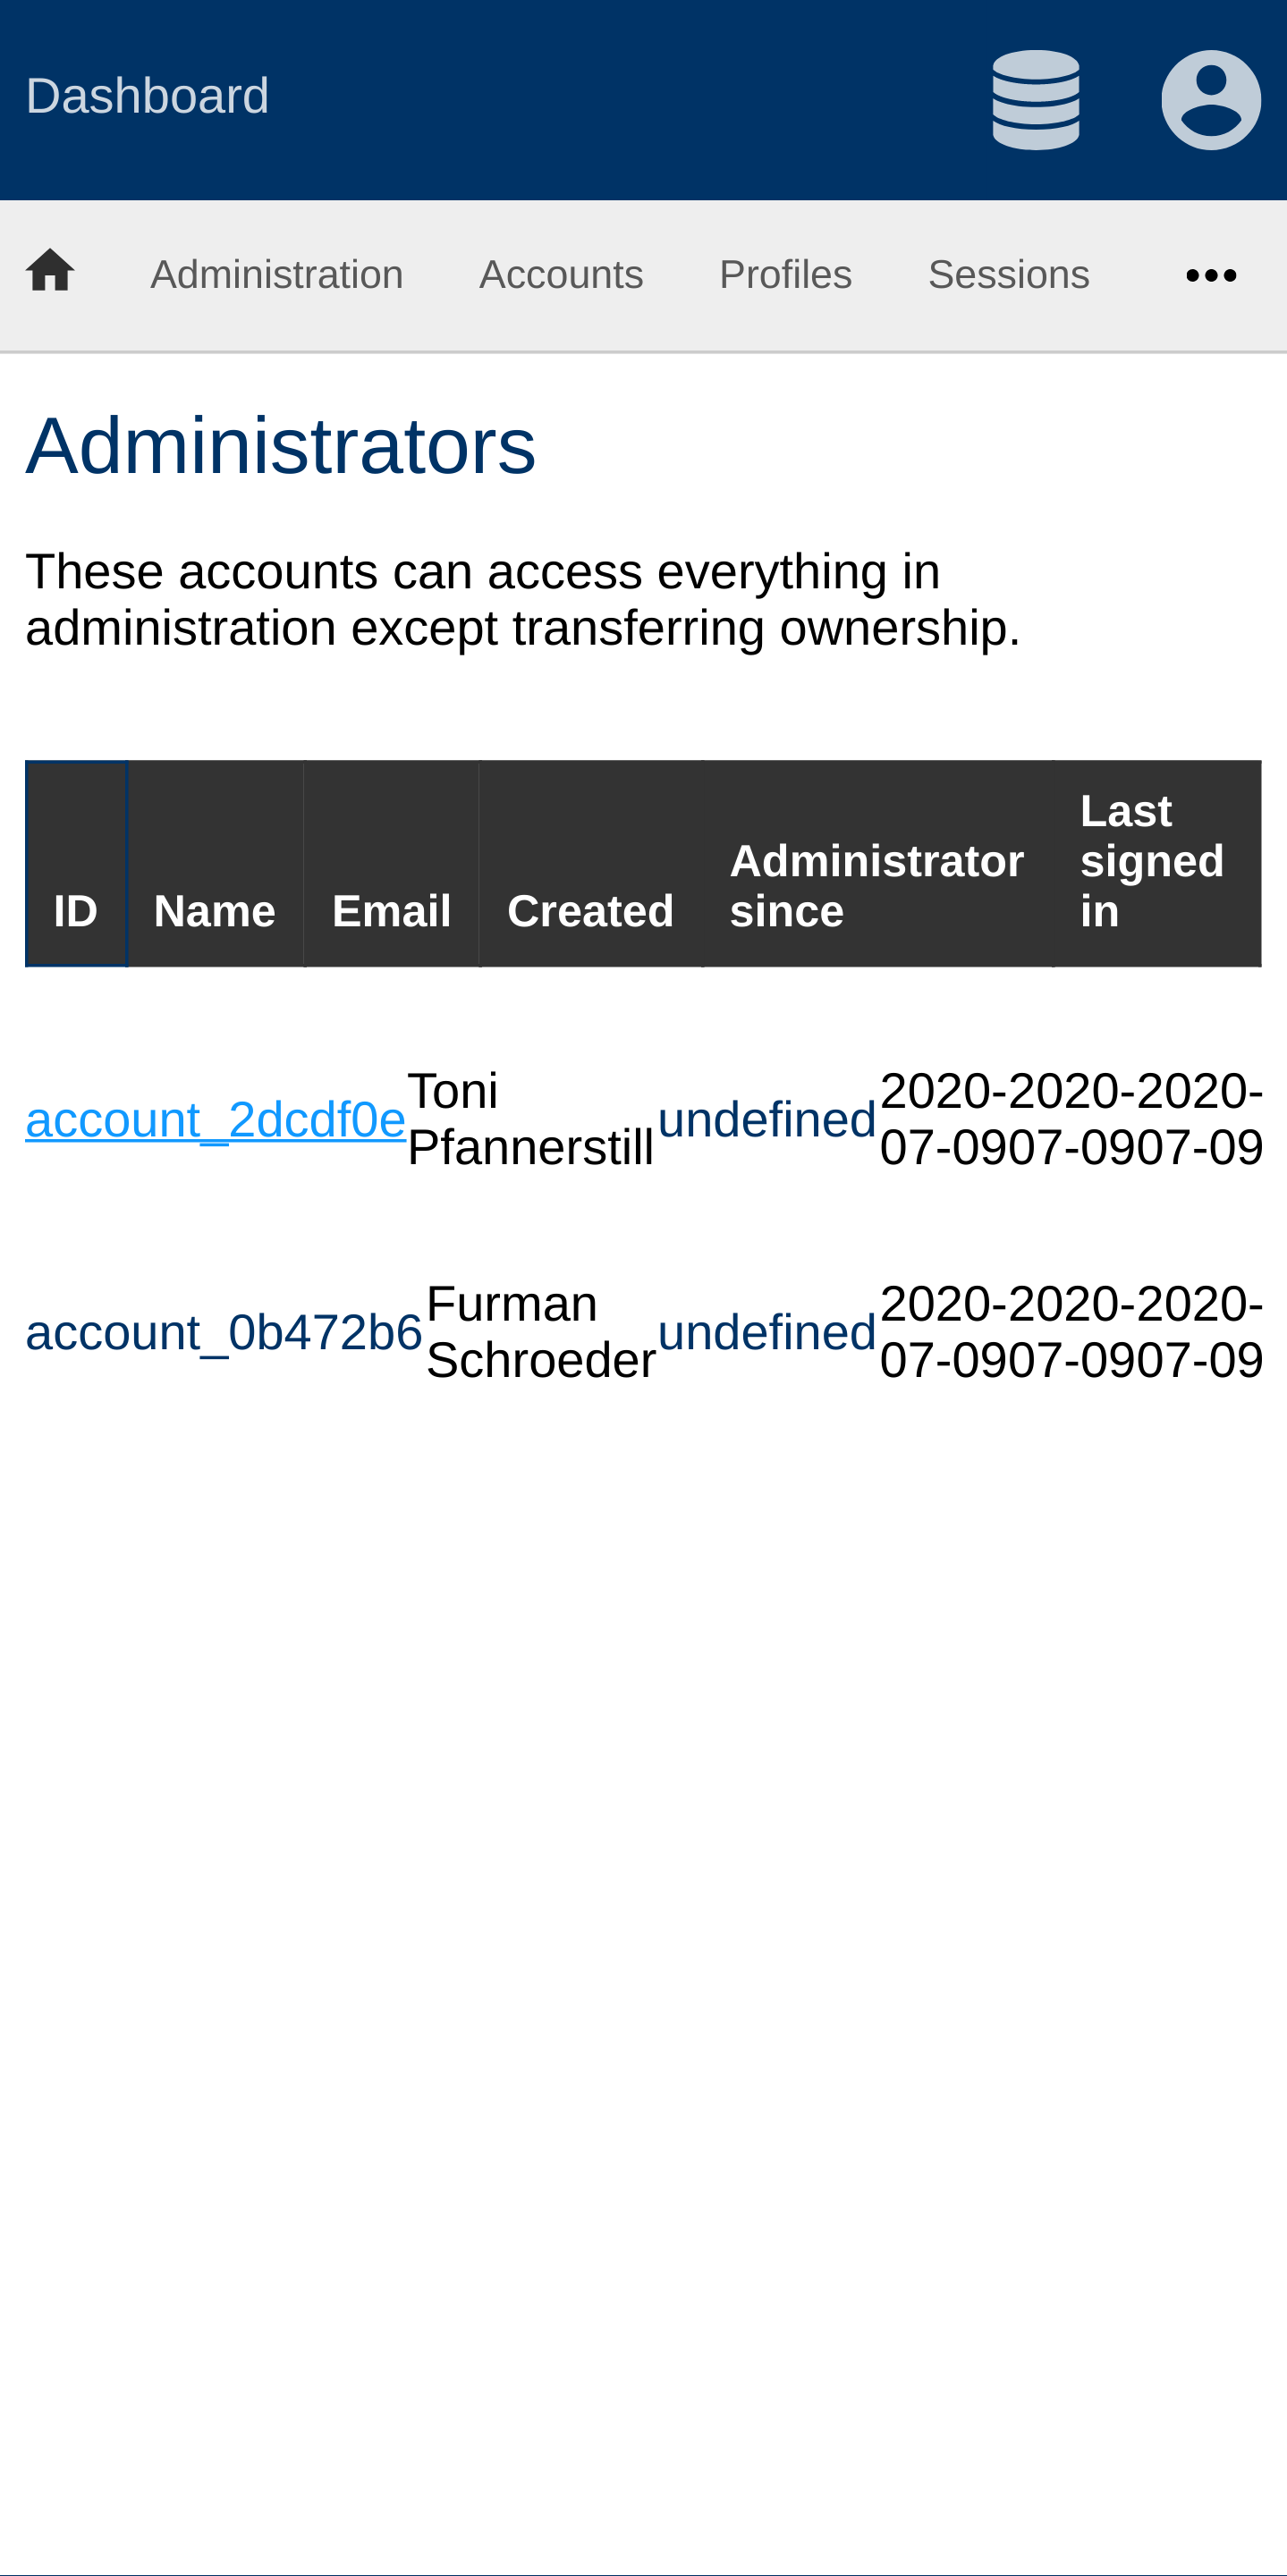 Dashboard
Administration Accounts Profiles Sessions
Administrators
These accounts can access everything in
administration except transferring ownership.
ID Name Email Created Administrator since Last signed in
account_2dcdf0e Toni Pfannerstill undefined 2020-07-09 2020-07-09 2020-07-09
account_0b472b6 Furman Schroeder undefined 2020-07-09 2020-07-09 2020-07-09